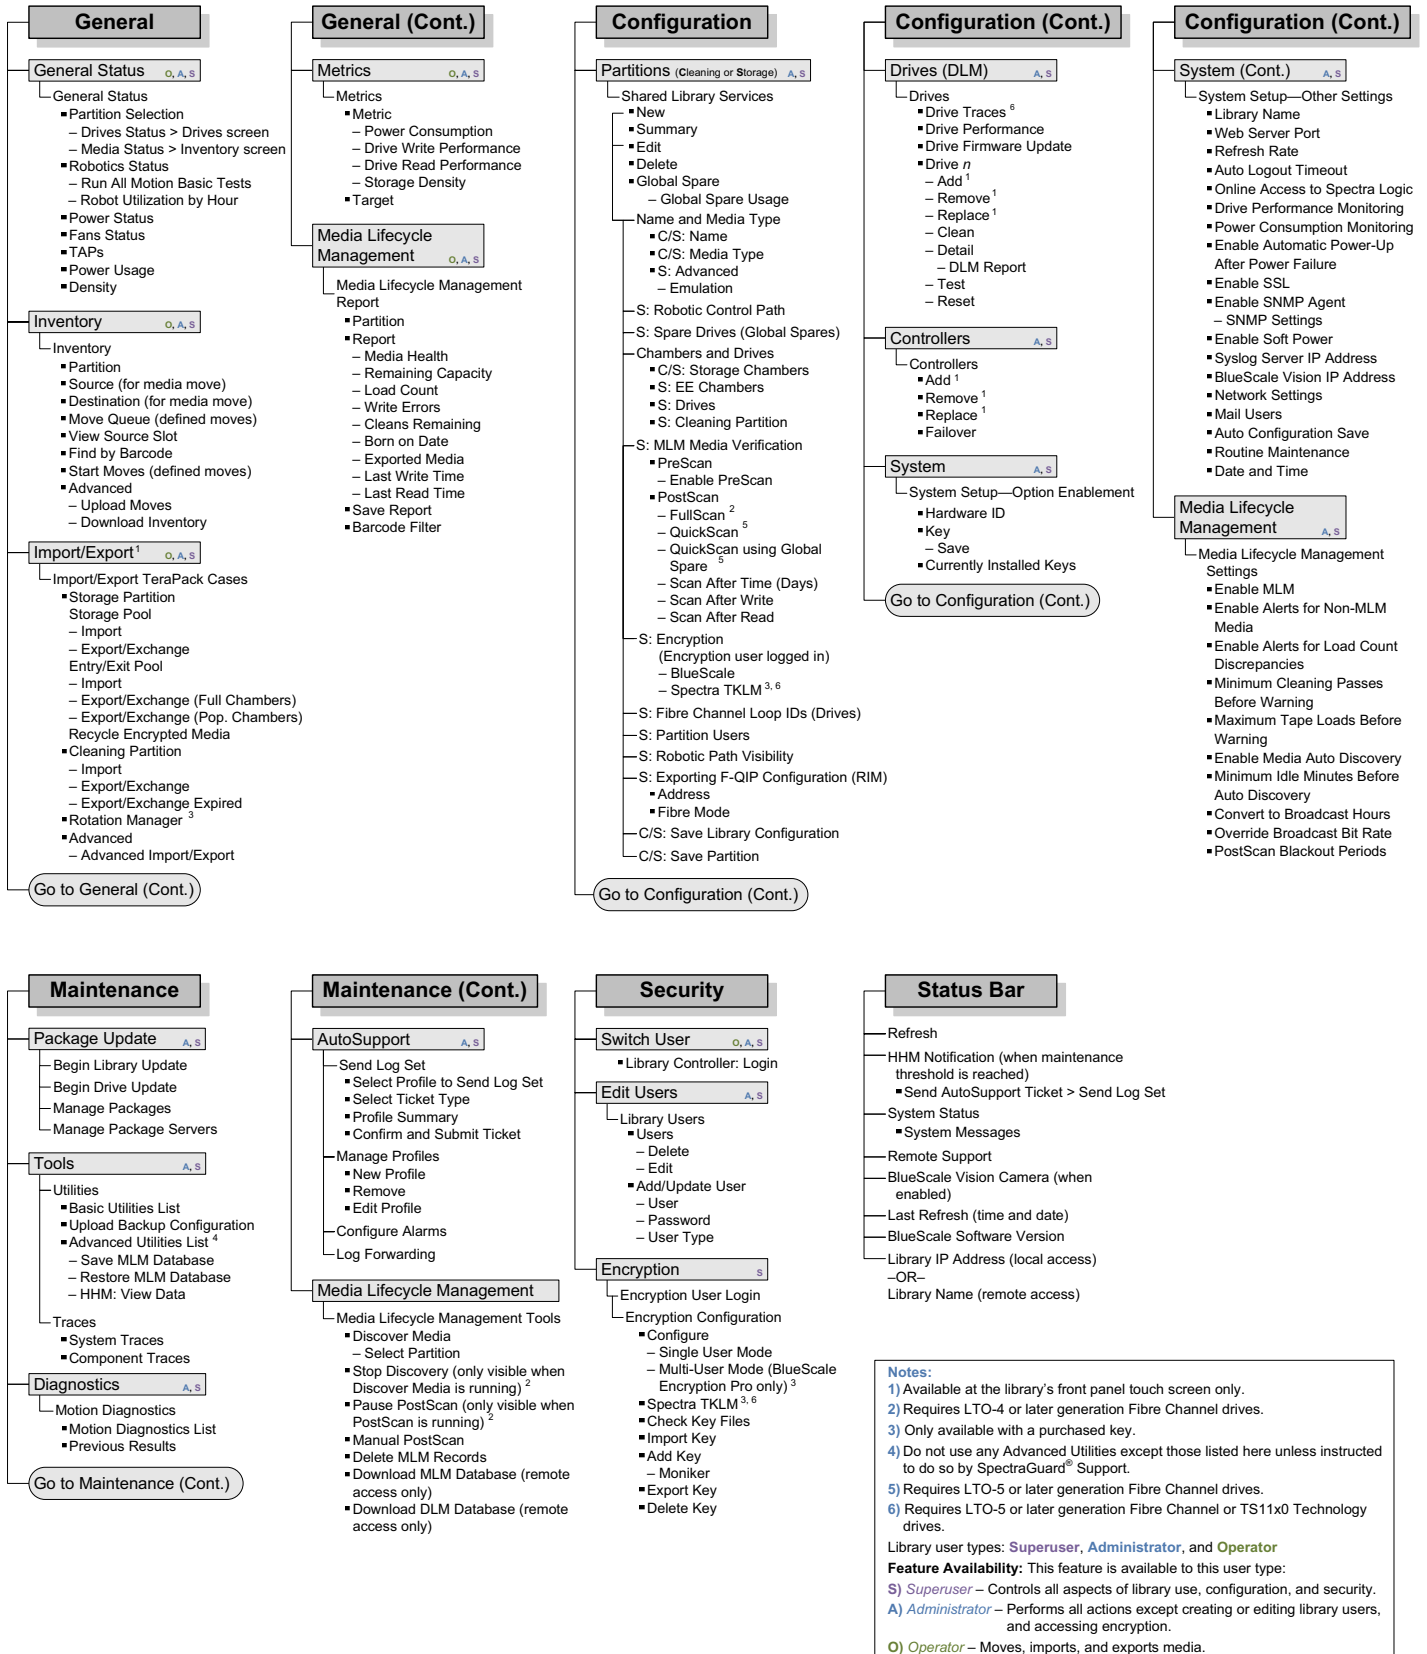 General
General Status O, A, S
General Status
▪Partition Selection
– Drives Status > Drives screen
– Media Status > Inventory screen
▪Robotics Status
– Run All Motion Basic Tests
– Robot Utilization by Hour
▪Power Status
▪Fans Status
▪TAPs
▪Power Usage
▪Density
Inventory O, A, S
Inventory
▪Partition
▪Source (for media move)
▪Destination (for media move)
▪Move Queue (defined moves)
▪View Source Slot
▪Find by Barcode
▪Start Moves (defined moves)
▪Advanced
– Upload Moves
– Download Inventory
Import/Export 1 O, A, S
Import/Export TeraPack Cases
▪Storage Partition
Storage Pool
– Import
– Export/Exchange
Entry/Exit Pool
– Import
– Export/Exchange (Full Chambers)
– Export/Exchange (Pop. Chambers)
Recycle Encrypted Media
▪Cleaning Partition
– Import
– Export/Exchange
– Export/Exchange Expired
▪Rotation Manager 3
▪Advanced
– Advanced Import/Export
Go to General (Cont.)
General (Cont.)
Metrics O, A, S
Metrics
▪Metric
– Power Consumption
– Drive Write Performance
– Drive Read Performance
– Storage Density
▪Target
Media Lifecycle
Management O, A, S
Media Lifecycle Management
Report
▪Partition
▪Report
– Media Health
– Remaining Capacity
– Load Count
– Write Errors
– Cleans Remaining
– Born on Date
– Exported Media
– Last Write Time
– Last Read Time
▪Save Report
▪Barcode Filter
Configuration
Partitions (Cleaning or Storage) A, S
Shared Library Services
▪New
▪Summary
▪Edit
▪Delete
▪Global Spare
– Global Spare Usage
Name and Media Type
▪C/S: Name
▪C/S: Media Type
▪S: Advanced
– Emulation
S: Robotic Control Path
S: Spare Drives (Global Spares)
Chambers and Drives
▪C/S: Storage Chambers
▪S: EE Chambers
▪S: Drives
▪S: Cleaning Partition
S: MLM Media Verification
▪PreScan
– Enable PreScan
▪PostScan
– FullScan 2
– QuickScan 5
– QuickScan using Global
Spare 5
– Scan After Time (Days)
– Scan After Write
– Scan After Read
S: Encryption
(Encryption user logged in)
– BlueScale
– Spectra TKLM 3, 6
S: Fibre Channel Loop IDs (Drives)
S: Partition Users
S: Robotic Path Visibility
S: Exporting F-QIP Configuration (RIM)
▪Address
▪Fibre Mode
C/S: Save Library Configuration
C/S: Save Partition
Go to Configuration (Cont.)
Configuration (Cont.)
Drives (DLM) A, S
Drives
▪Drive Traces 6
▪Drive Performance
▪Drive Firmware Update
▪Drive n
– Add 1
– Remove 1
– Replace 1
– Clean
– Detail
– DLM Report
– Test
– Reset
Controllers A, S
Controllers
▪Add 1
▪Remove 1
▪Replace 1
▪Failover
System A, S
System Setup—Option Enablement
▪Hardware ID
▪Key
– Save
▪Currently Installed Keys
Go to Configuration (Cont.)
Configuration (Cont.)
System (Cont.) A, S
System Setup—Other Settings
▪Library Name
▪Web Server Port
▪Refresh Rate
▪Auto Logout Timeout
▪Online Access to Spectra Logic
▪Drive Performance Monitoring
▪Power Consumption Monitoring
▪Enable Automatic Power-Up
After Power Failure
▪Enable SSL
▪Enable SNMP Agent
– SNMP Settings
▪Enable Soft Power
▪Syslog Server IP Address
▪BlueScale Vision IP Address
▪Network Settings
▪Mail Users
▪Auto Configuration Save
▪Routine Maintenance
▪Date and Time
Media Lifecycle
Management A, S
Media Lifecycle Management
Settings
▪Enable MLM
▪Enable Alerts for Non-MLM
Media
▪Enable Alerts for Load Count
Discrepancies
▪Minimum Cleaning Passes
Before Warning
▪Maximum Tape Loads Before
Warning
▪Enable Media Auto Discovery
▪Minimum Idle Minutes Before
Auto Discovery
▪Convert to Broadcast Hours
▪Override Broadcast Bit Rate
▪PostScan Blackout Periods
Maintenance
Package Update A, S
Begin Library Update
Begin Drive Update
Manage Packages
Manage Package Servers
Tools A, S
Utilities
▪Basic Utilities List
▪Upload Backup Configuration
▪Advanced Utilities List 4
– Save MLM Database
– Restore MLM Database
– HHM: View Data
Traces
▪System Traces
▪Component Traces
Diagnostics A, S
Motion Diagnostics
▪Motion Diagnostics List
▪Previous Results
Go to Maintenance (Cont.)
Maintenance (Cont.)
AutoSupport A, S
Send Log Set
▪Select Profile to Send Log Set
▪Select Ticket Type
▪Profile Summary
▪Confirm and Submit Ticket
Manage Profiles
▪New Profile
▪Remove
▪Edit Profile
Configure Alarms
Log Forwarding
Media Lifecycle Management
Media Lifecycle Management Tools
▪Discover Media
– Select Partition
▪Stop Discovery (only visible when
Discover Media is running) 2
▪Pause PostScan (only visible when
PostScan is running) 2
▪Manual PostScan
▪Delete MLM Records
▪Download MLM Database (remote
access only)
▪Download DLM Database (remote
access only)
Security
Switch User O, A, S
▪Library Controller: Login
Edit Users A, S
Library Users
▪Users
– Delete
– Edit
▪Add/Update User
– User
– Password
– User Type
Encryption S
Encryption User Login
Encryption Configuration
▪Configure
– Single User Mode
– Multi-User Mode (BlueScale
Encryption Pro only) 3
▪Spectra TKLM 3, 6
▪Check Key Files
▪Import Key
▪Add Key
– Moniker
▪Export Key
▪Delete Key
Status Bar
Refresh
HHM Notification (when maintenance
threshold is reached)
▪Send AutoSupport Ticket > Send Log Set
System Status
▪System Messages
Remote Support
BlueScale Vision Camera (when
enabled)
Last Refresh (time and date)
BlueScale Software Version
Library IP Address (local access)
–OR–
Library Name (remote access)
Notes:
1) Available at the library’s front panel touch screen only.
2) Requires LTO-4 or later generation Fibre Channel drives.
3) Only available with a purchased key.
4) Do not use any Advanced Utilities except those listed here unless instructed
to do so by SpectraGuard® Support.
5) Requires LTO-5 or later generation Fibre Channel drives.
6) Requires LTO-5 or later generation Fibre Channel or TS11x0 Technology
drives.
Library user types: Superuser, Administrator, and Operator
Feature Availability: This feature is available to this user type:
S) Superuser – Controls all aspects of library use, configuration, and security.
A) Administrator – Performs all actions except creating or editing library users,
and accessing encryption.
O) Operator – Moves, imports, and exports media.